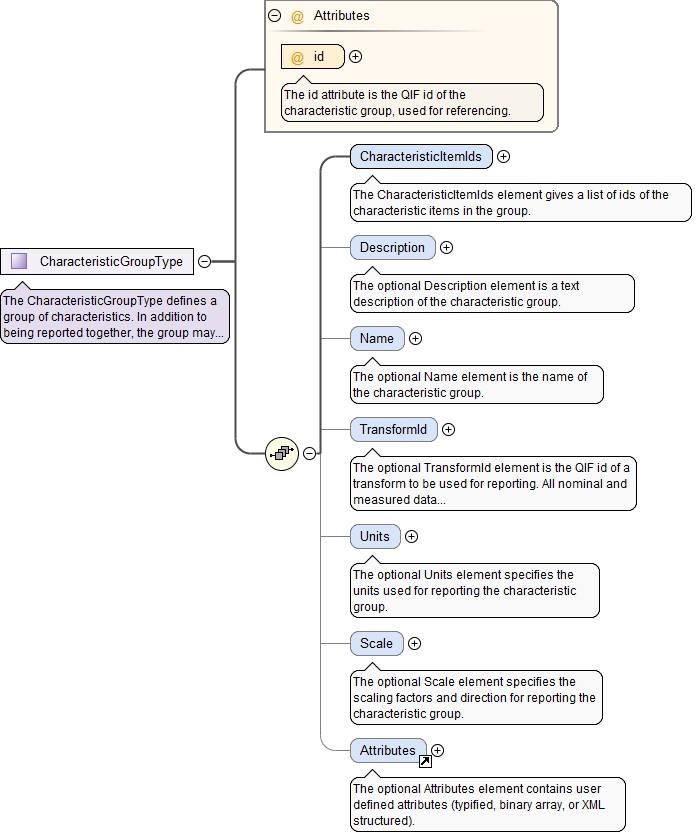 @ Attributes
@ id
The id attribute is the QIF id of the
characteristic group, used for referencing.
CharacteristicItemIds
The CharacteristicItemIds element gives a list of ids of the
characteristic items in the group.
Description
The optional Description element is a text
description of the characteristic group.
CharacteristicGroupType
The CharacteristicGroupType defines a
group of characteristics. In addition to
being reported together, the group may...
Name
The optional Name element is the name of
the characteristic group.
TransformId
The optional TransformId element is the QIF id of a
transform to be used for reporting. All nominal and
measured data...
Units
The optional Units element specifies the
units used for reporting the characteristic
group.
Scale
The optional Scale element specifies the
scaling factors and direction for reporting the
characteristic group.
Attributes
The optional Attributes element contains user
defined attributes (typified, binary array, or XML
structured).